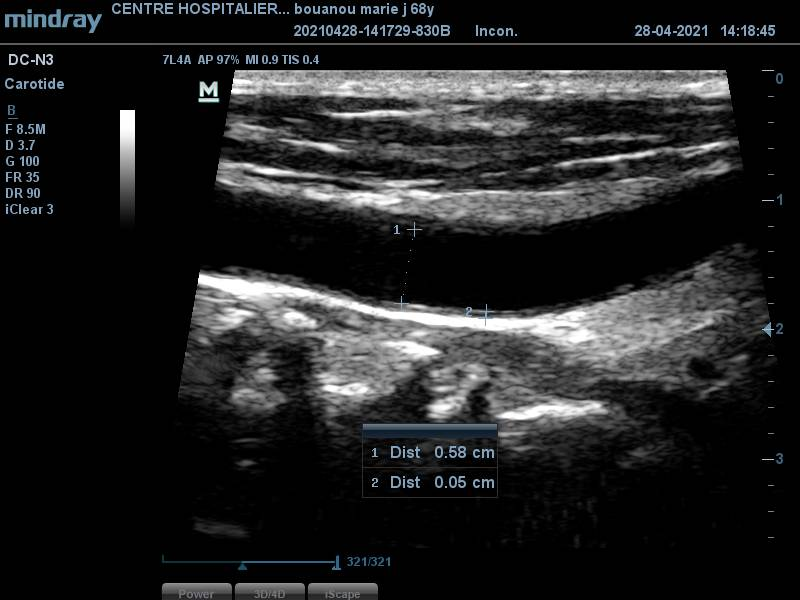 mindray
CENTRE HOSPITALIER... bouanou marie j 68y
20210428-141729-830B Incon. 28-04-2021 14:18:45
DC-N3
7L4A AP 97% MI 0.9 TIS 0.4
Carotide
M
B
F 8.5M
D 3.7
G 100
FR 35
DR 90
iClear 3
0
1
2
3
1
2
1 Dist 0.58 cm
2 Dist 0.05 cm
321/321
Power 3D/4D iScape